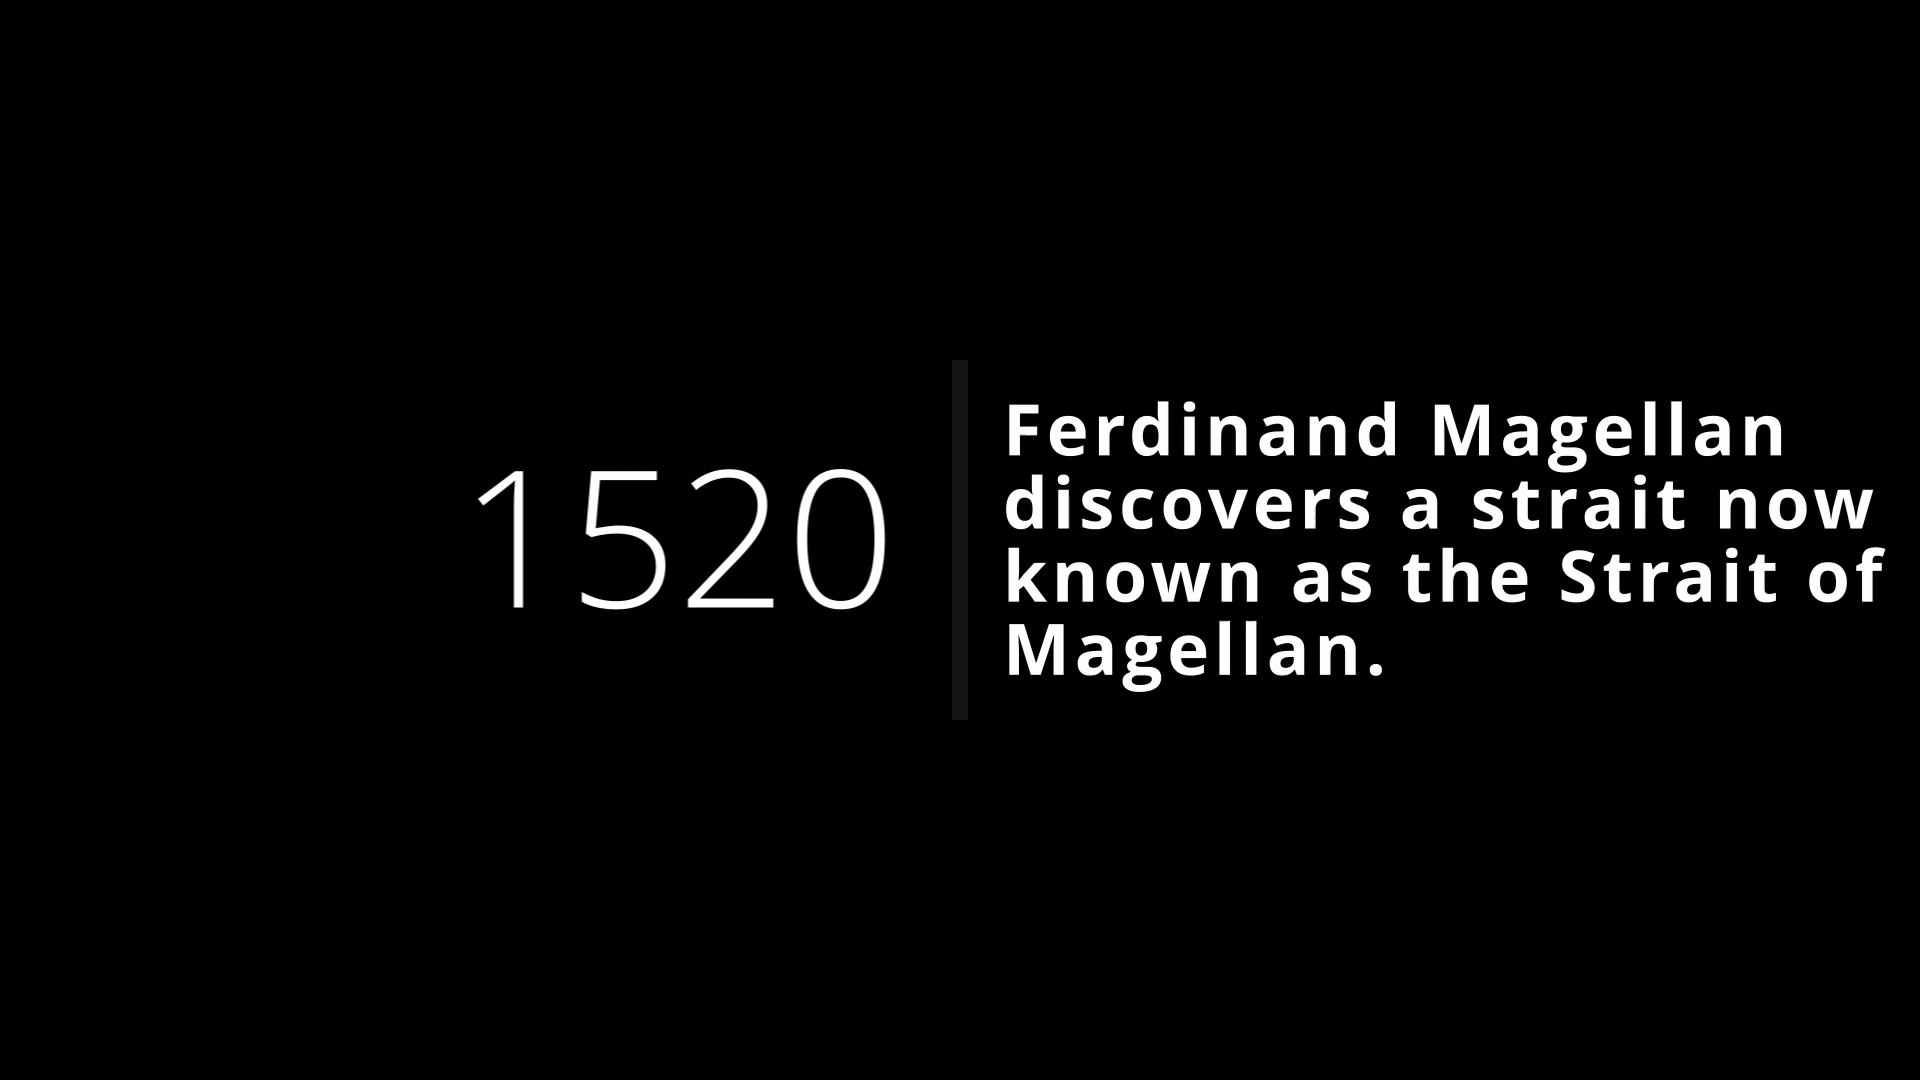 1520
Ferdinand Magellan
discovers a strait now
known as the Strait of
Magellan.